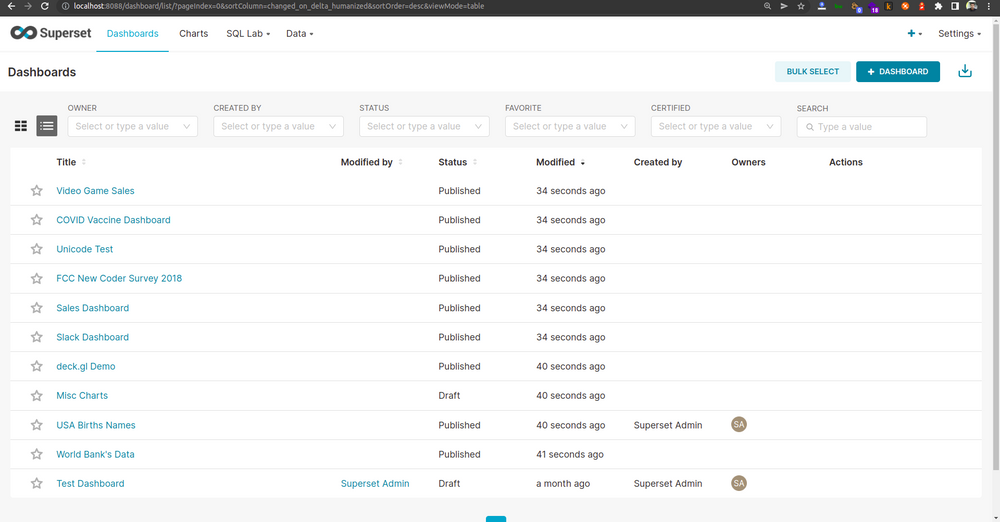 localhost:8088/dashboard/list/?pageIndex=0&sortColumn=changed_on_delta_humanized&sortOrder=desc&viewMode=table
Superset Dashboards Charts SQL Lab Data Settings
Dashboards BULK SELECT + DASHBOARD
OWNER CREATED BY STATUS FAVORITE CERTIFIED SEARCH
Select or type a value Select or type a value Select or type a value Select or type a value Select or type a value Type a value
Title Modified by Status Modified Created by Owners Actions
Video Game Sales Published 34 seconds ago
COVID Vaccine Dashboard Published 34 seconds ago
Unicode Test Published 34 seconds ago
FCC New Coder Survey 2018 Published 34 seconds ago
Sales Dashboard Published 34 seconds ago
Slack Dashboard Published 34 seconds ago
deck.gl Demo Published 40 seconds ago
Misc Charts Draft 40 seconds ago
USA Births Names Published 40 seconds ago Superset Admin SA
World Bank's Data Published 41 seconds ago
Test Dashboard Superset Admin Draft a month ago Superset Admin SA